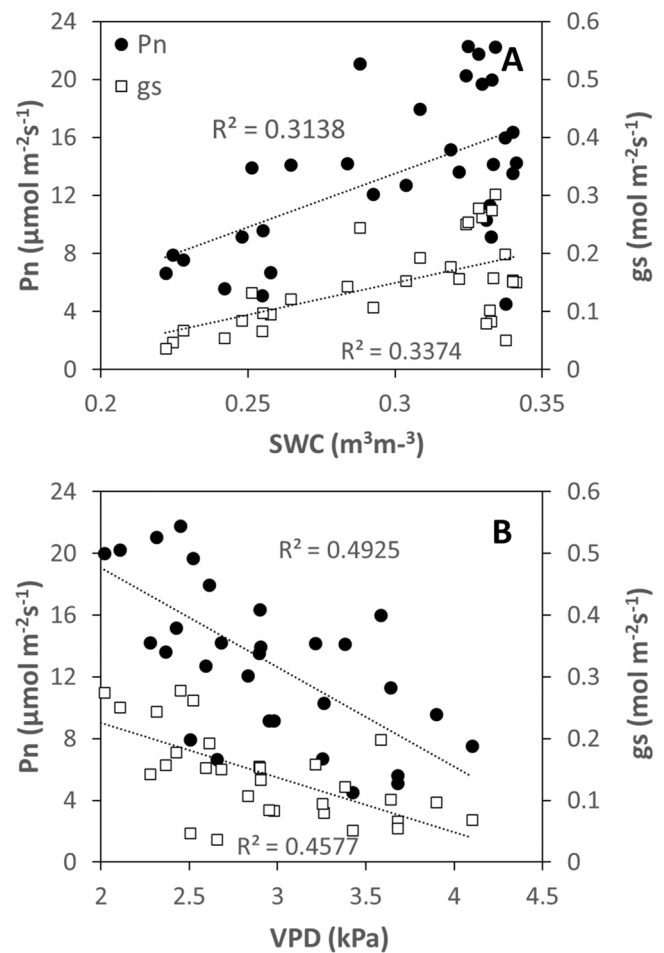 24
20
16
12
8
4
0
Pn (µmol m⁻²s⁻¹)
Pn
gs
A
R² = 0.3138
R² = 0.3374
0.6
0.5
0.4
0.3
0.2
0.1
0
gs (mol m⁻²s⁻¹)
0.2 0.25 0.3 0.35
SWC (m³m-³)
24
20
16
12
8
4
0
Pn (µmol m⁻²s⁻¹)
B
R² = 0.4925
R² = 0.4577
0.6
0.5
0.4
0.3
0.2
0.1
0
gs (mol m⁻²s⁻¹)
2 2.5 3 3.5 4 4.5
VPD (kPa)